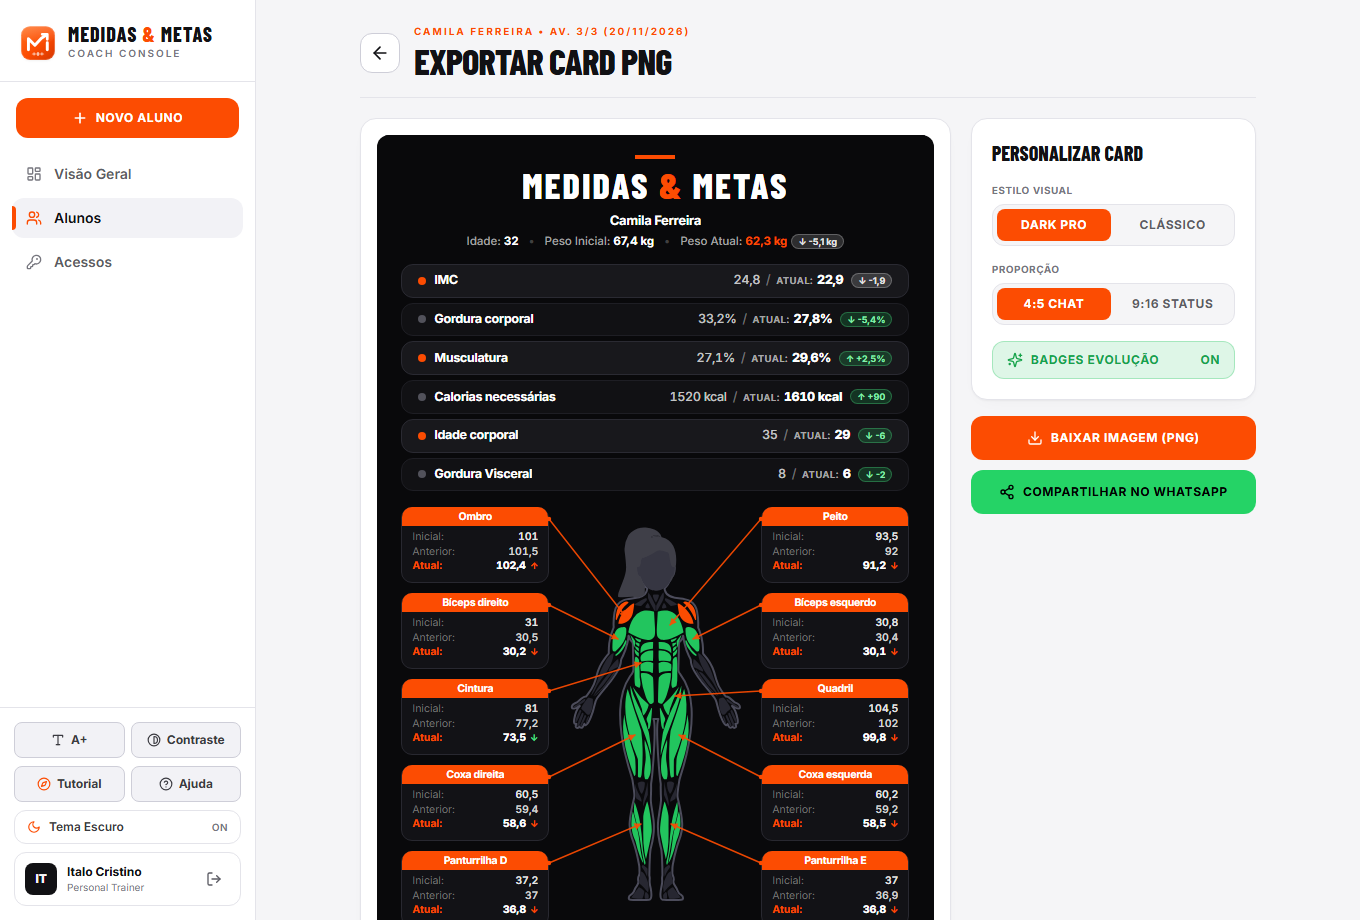 MEDIDAS & METAS
COACH CONSOLE
NOVO ALUNO
Visão Geral
Alunos
Acessos
A+
Contraste
Tutorial
Ajuda
Tema Escuro ON
IT
Italo Cristino
Personal Trainer
CAMILA FERREIRA • AV. 3/3 (20/11/2026)
EXPORTAR CARD PNG
MEDIDAS & METAS
Camila Ferreira
Idade: 32 • Peso Inicial: 67,4 kg • Peso Atual: 62,3 kg ↓ -5,1 kg
IMC 24,8 / ATUAL: 22,9 ↓ -1,9
Gordura corporal 33,2% / ATUAL: 27,8% ↓ -5,4%
Musculatura 27,1% / ATUAL: 29,6% ↑ +2,5%
Calorias necessárias 1520 kcal / ATUAL: 1610 kcal ↑ +90
Idade corporal 35 / ATUAL: 29 ↓ -6
Gordura Visceral 8 / ATUAL: 6 ↓ -2
Ombro
Inicial: 101
Anterior: 101,5
Atual: 102,4 ↑
Peito
Inicial: 93,5
Anterior: 92
Atual: 91,2 ↓
Bíceps direito
Inicial: 31
Anterior: 30,5
Atual: 30,2 ↓
Bíceps esquerdo
Inicial: 30,8
Anterior: 30,4
Atual: 30,1 ↓
Cintura
Inicial: 81
Anterior: 77,2
Atual: 73,5 ↓
Quadril
Inicial: 104,5
Anterior: 102
Atual: 99,8 ↓
Coxa direita
Inicial: 60,5
Anterior: 59,4
Atual: 58,6 ↓
Coxa esquerda
Inicial: 60,2
Anterior: 59,2
Atual: 58,5 ↓
Panturrilha D
Inicial: 37,2
Anterior: 37
Atual: 36,8 ↓
Panturrilha E
Inicial: 37
Anterior: 36,9
Atual: 36,8 ↓
PERSONALIZAR CARD
ESTILO VISUAL
DARK PRO CLÁSSICO
PROPORÇÃO
4:5 CHAT 9:16 STATUS
BADGES EVOLUÇÃO ON
BAIXAR IMAGEM (PNG)
COMPARTILHAR NO WHATSAPP